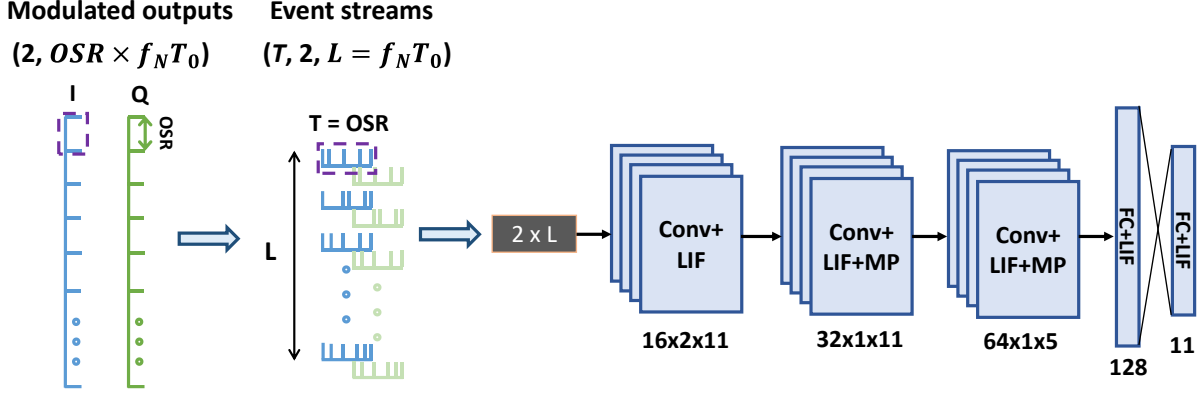 Modulated outputs
(2, OSR × f_N T_0)
I Q
OSR
Event streams
(T, 2, L = f_N T_0)
T = OSR
L
2 x L
Conv+
LIF
16x2x11
Conv+
LIF+MP
32x1x11
Conv+
LIF+MP
64x1x5
FC+LIF
128
FC+LIF
11